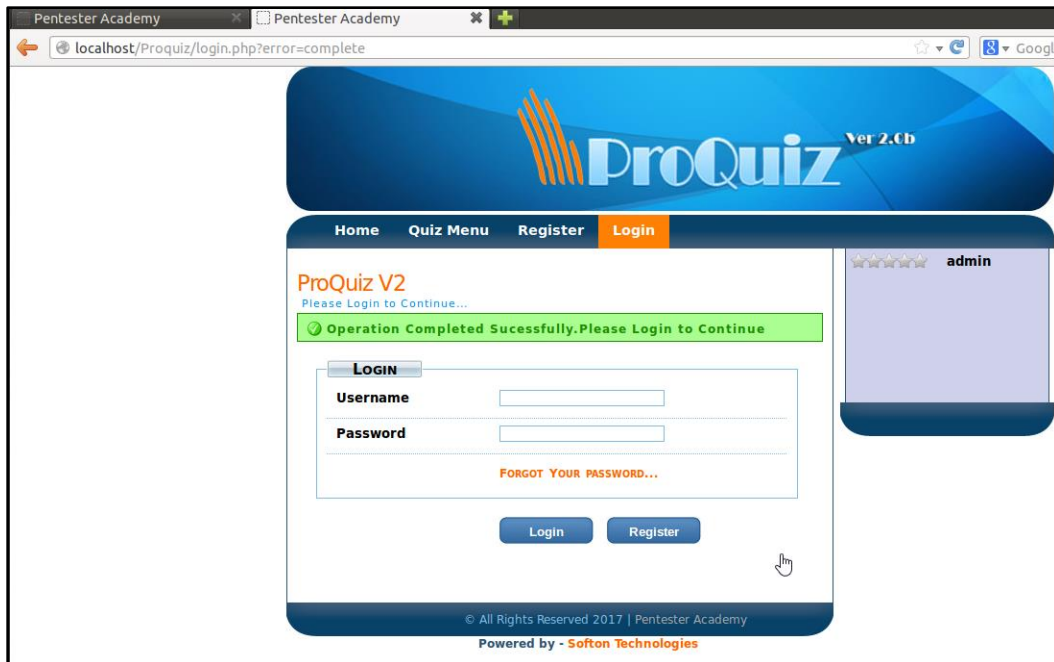 Pentester Academy
Pentester Academy
localhost/Proquiz/login.php?error=complete
Googl
ProQuiz
Ver 2.0b
Home Quiz Menu Register Login
admin
ProQuiz V2
Please Login to Continue...
Operation Completed Sucessfully.Please Login to Continue
LOGIN
Username
Password
FORGOT YOUR PASSWORD...
Login Register
© All Rights Reserved 2017 | Pentester Academy
Powered by - Softon Technologies